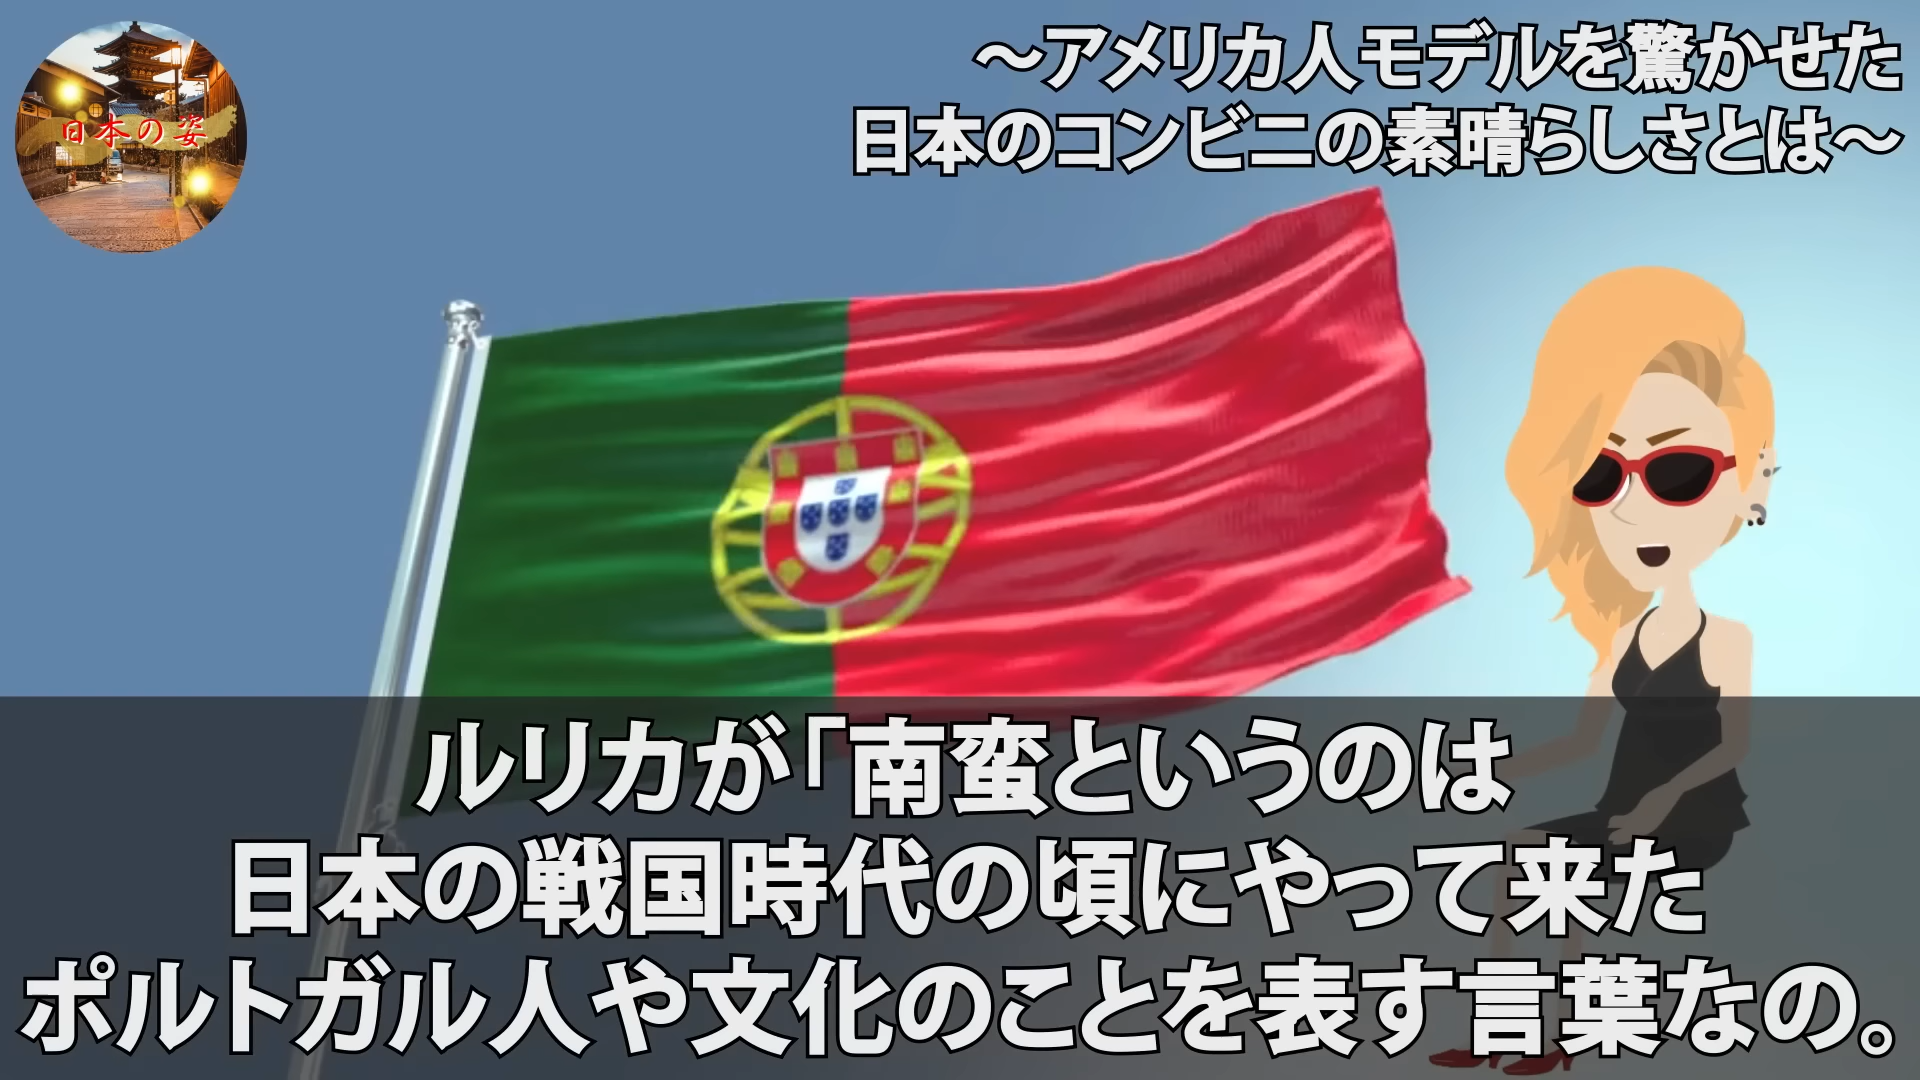 日本の姿
～アメリカ人モデルを驚かせた
日本のコンビニの素晴らしさとは～
ルリカが「南蛮というのは
日本の戦国時代の頃にやって来た
ポルトガル人や文化のことを表す言葉なの。